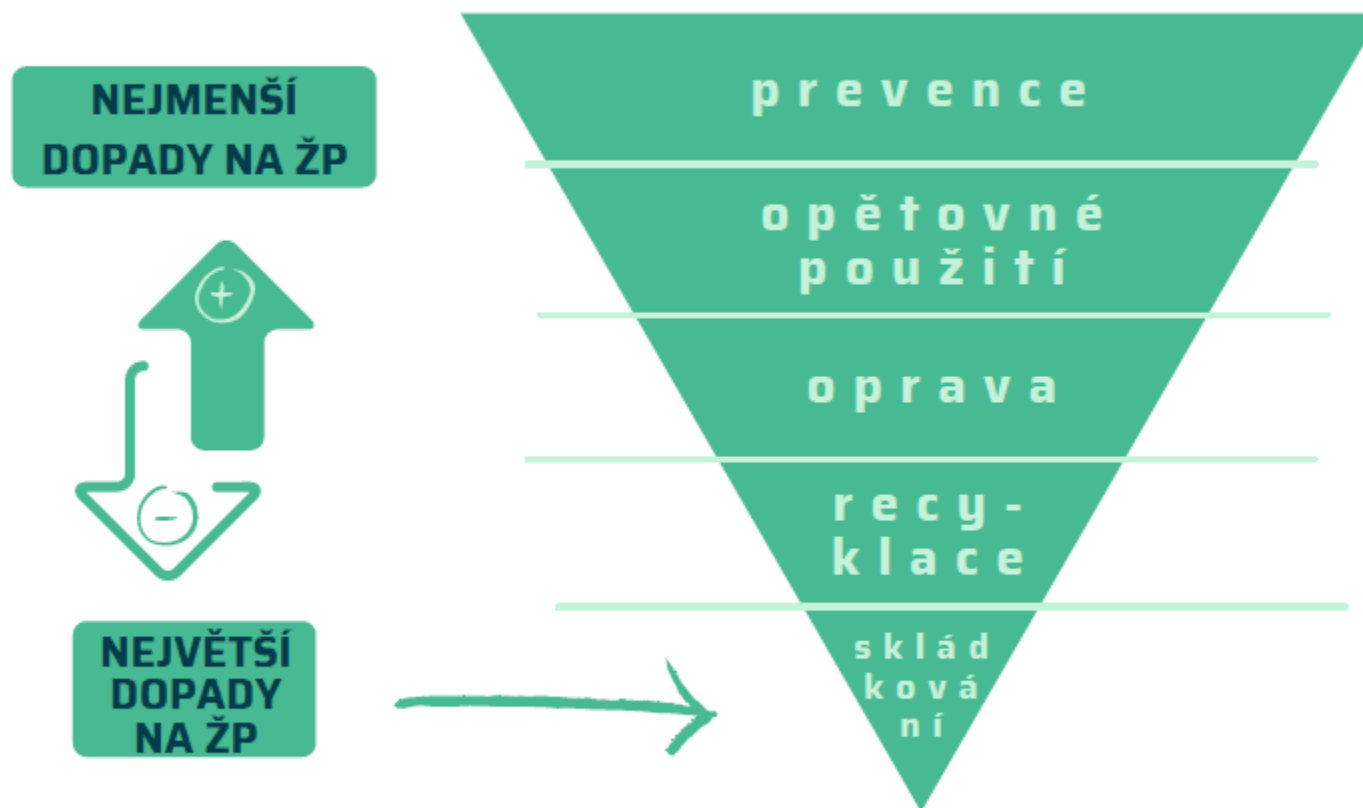 NEJMENŠÍ
DOPADY NA ŽP
+
-
NEJVĚTŠÍ
DOPADY
NA ŽP
prevence
opětovné
použití
oprava
recy-
klace
sklád
ková
ní